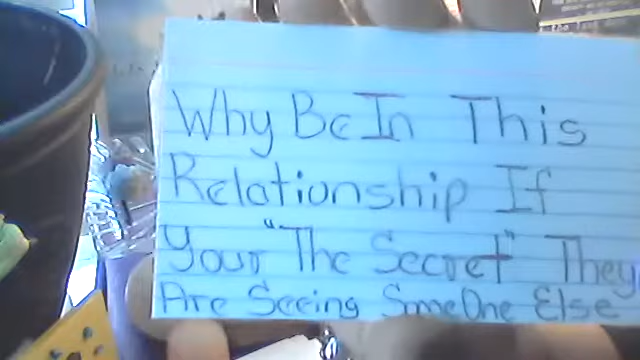 Why Be In This
Relationship If
Your "The Secret" They
Are Seeing SomeOne Else